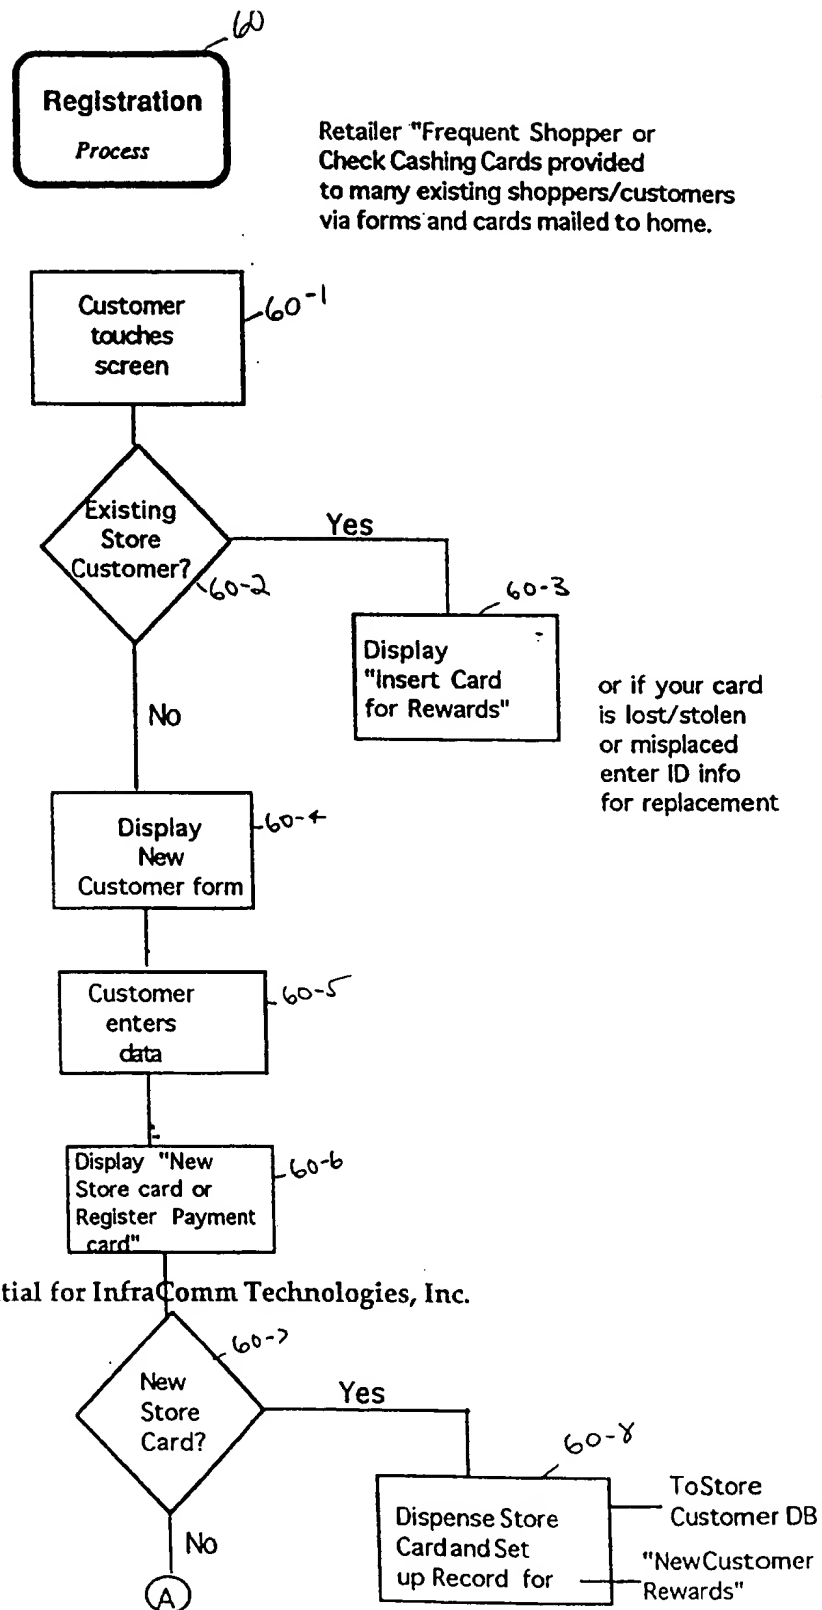 60
Registration
Process
Retailer "Frequent Shopper or
Check Cashing Cards provided
to many existing shoppers/customers
via forms and cards mailed to home.
Customer
touches
screen
60-1
Existing
Store
Customer?
60-2
Yes
60-3
Display
"Insert Card
for Rewards"
or if your card
is lost/stolen
or misplaced
enter ID info
for replacement
No
Display
New
Customer form
60-4
Customer
enters
data
60-5
Display "New
Store card or
Register Payment
card"
60-6
tial for InfraComm Technologies, Inc.
60-7
New
Store
Card?
Yes
60-8
Dispense Store
Card and Set
up Record for
To Store
Customer DB
"New Customer
Rewards"
No
A